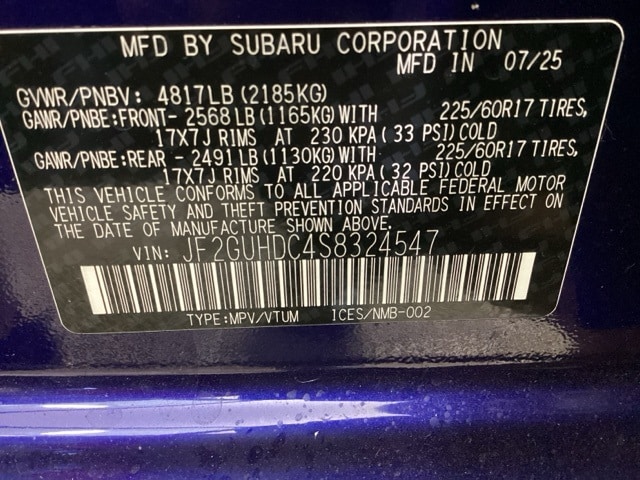 MFD BY SUBARU CORPORATION
MFD IN 07/25
GVWR/PNBV: 4817LB (2185KG)
GAWR/PNBE:FRONT- 2568 LB (1165KG) WITH 225/60R17 TIRES,
17X7J RIMS AT 230 KPA ( 33 PSI) COLD
GAWR/PNBE:REAR - 2491 LB (1130KG) WITH 225/60R17 TIRES,
17X7J RIMS AT 220 KPA ( 32 PSI) COLD
THIS VEHICLE CONFORMS TO ALL APPLICABLE FEDERAL MOTOR
VEHICLE SAFETY AND THEFT PREVENTION STANDARDS IN EFFECT ON
THE DATE OF MANUFACTURE SHOWN ABOVE.
VIN: JF2GUHDC4S8324547
TYPE:MPV/VTUM 1CES/NMB-002